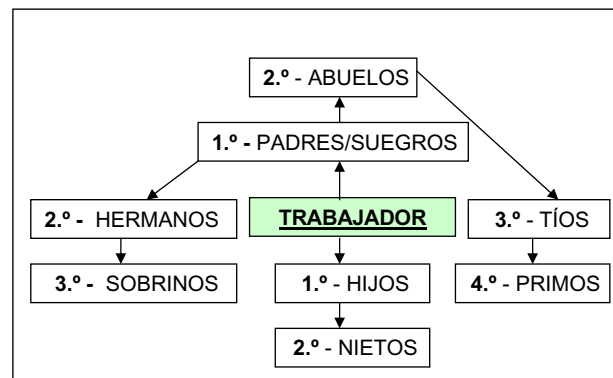 2.º - ABUELOS
1.º - PADRES/SUEGROS
2.º - HERMANOS
TRABAJADOR
3.º - TÍOS
3.º - SOBRINOS
1.º - HIJOS
4.º - PRIMOS
2.º - NIETOS